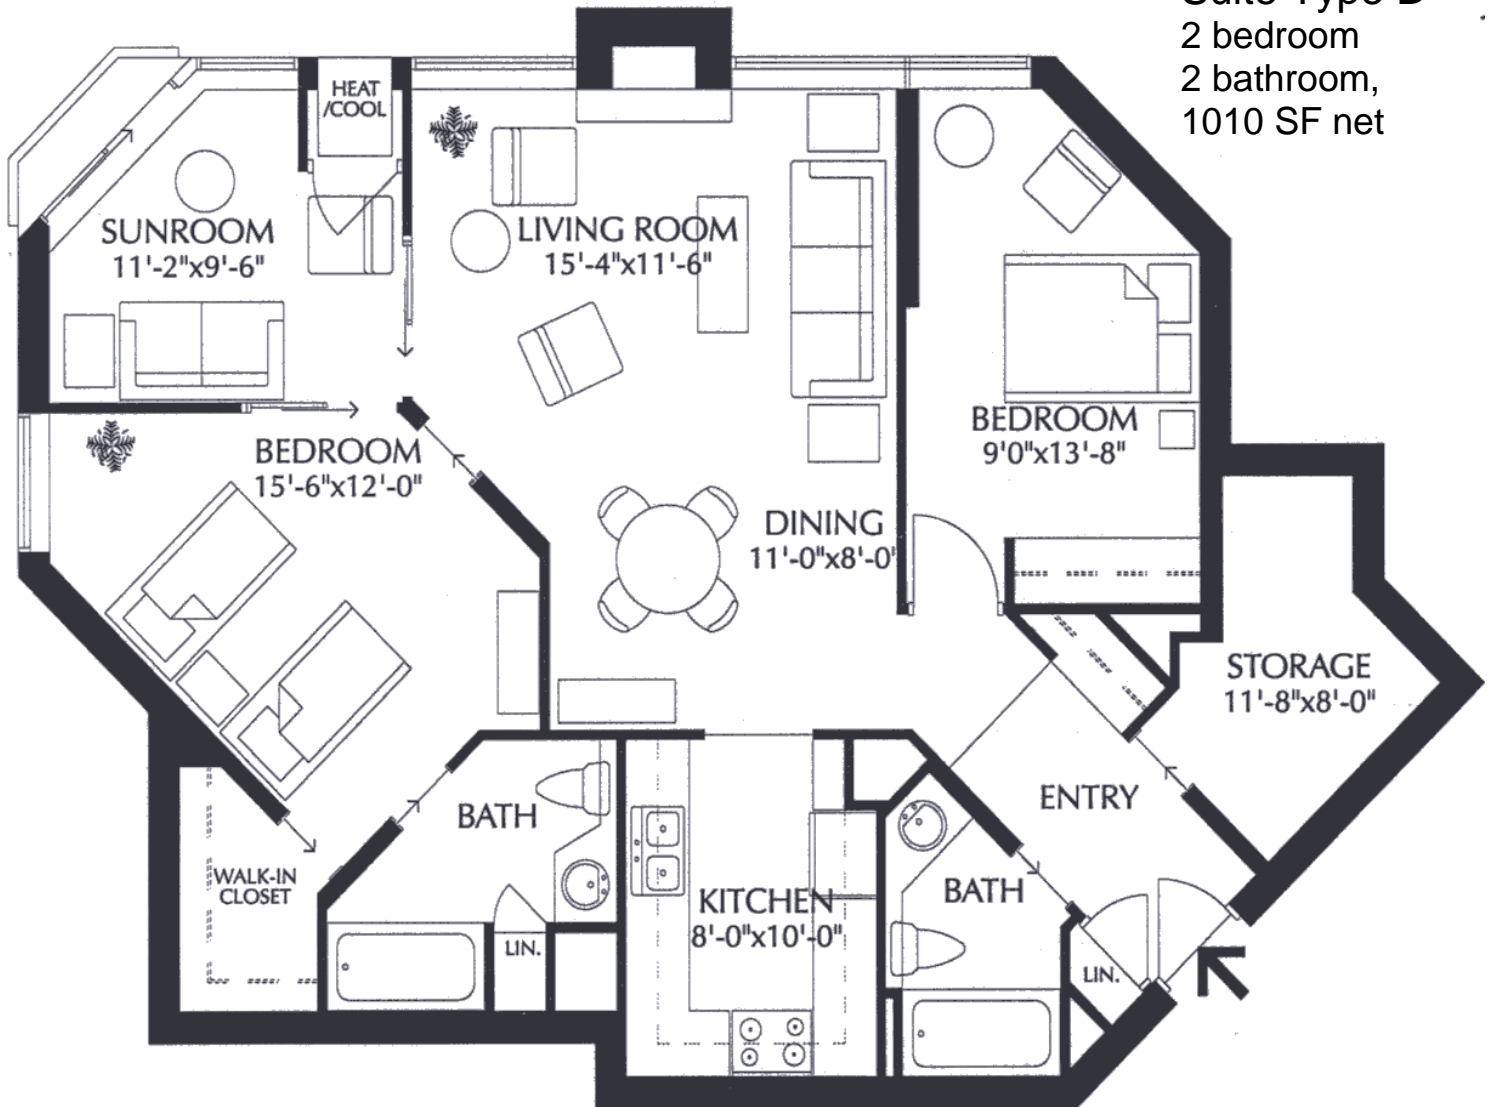 2 bedroom
2 bathroom,
1010 SF net
HEAT
/COOL
SUNROOM
11'-2"x9'-6"
LIVING ROOM
15'-4"x11'-6"
BEDROOM
15'-6"x12'-0"
BEDROOM
9'0"x13'-8"
DINING
11'-0"x8'-0'
STORAGE
11'-8"x8'-0"
ENTRY
BATH
WALK-IN
CLOSET
KITCHEN
8'-0"x10'-0"
BATH
LIN.
LIN.